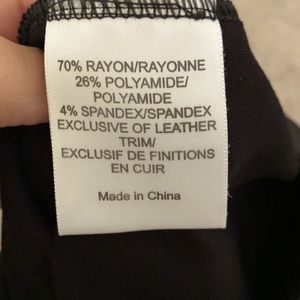 70% RAYON/RAYONNE
26% POLYAMIDE/
POLYAMIDE
4% SPANDEX/SPANDEX
EXCLUSIVE OF LEATHER
TRIM/
EXCLUSIF DE FINITIONS
EN CUIR
Made in China